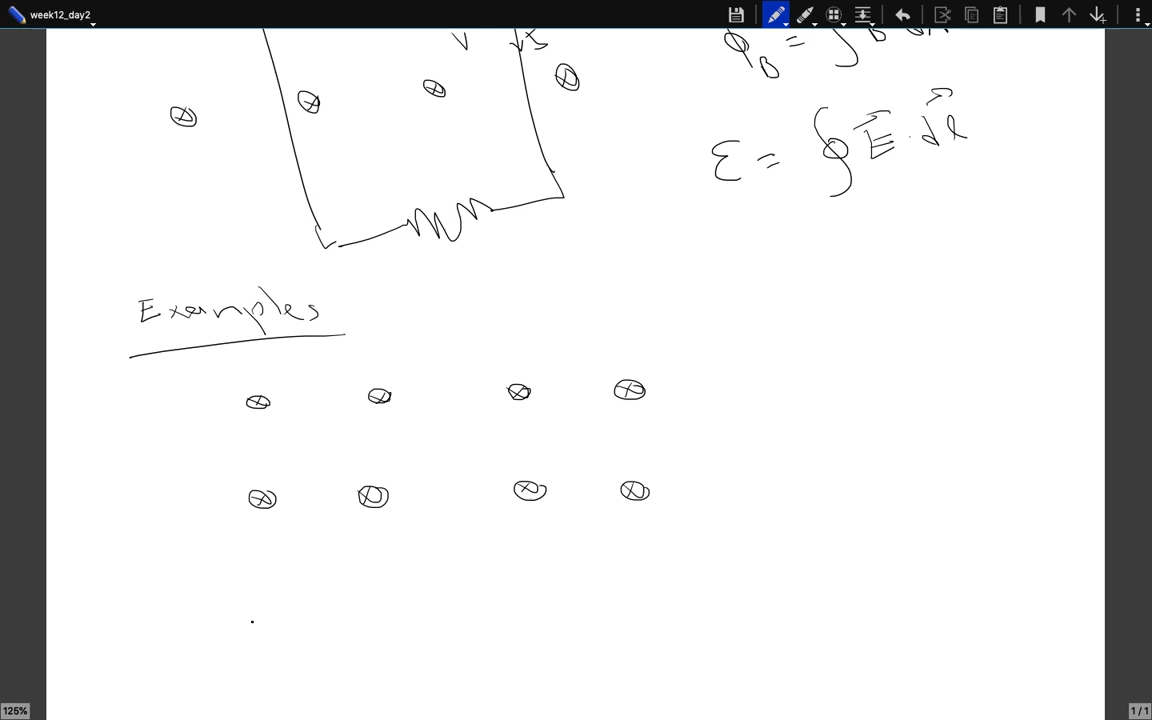 week12_day2
V
I
Φ_B = ∫ B
ε = ∮ E⃗ · dl⃗
Examples
125%
1 / 1